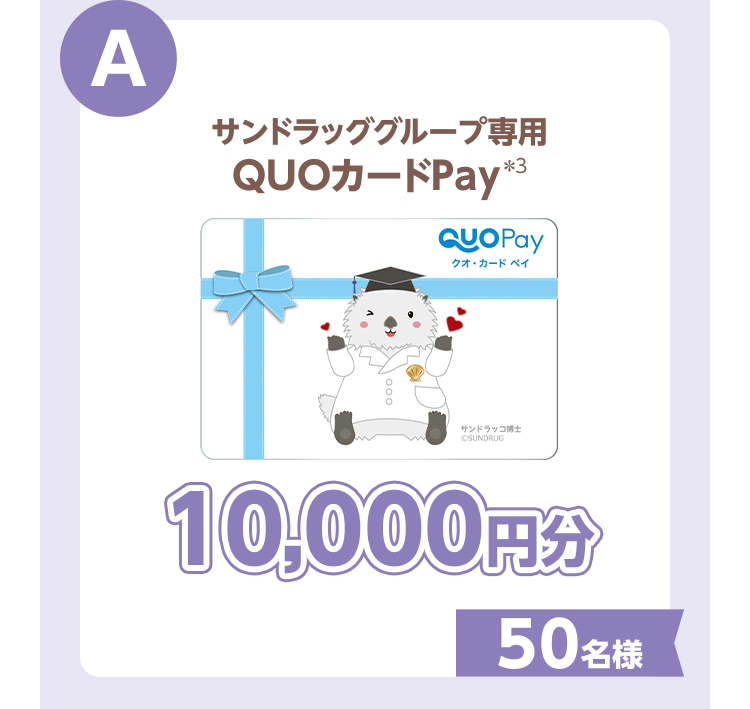 A
サンドラッググループ専用
QUOカードPay*3
QUO Pay
クオ・カード ペイ
サンドラッコ博士
©SUNDRUG
10,000円分
50名様